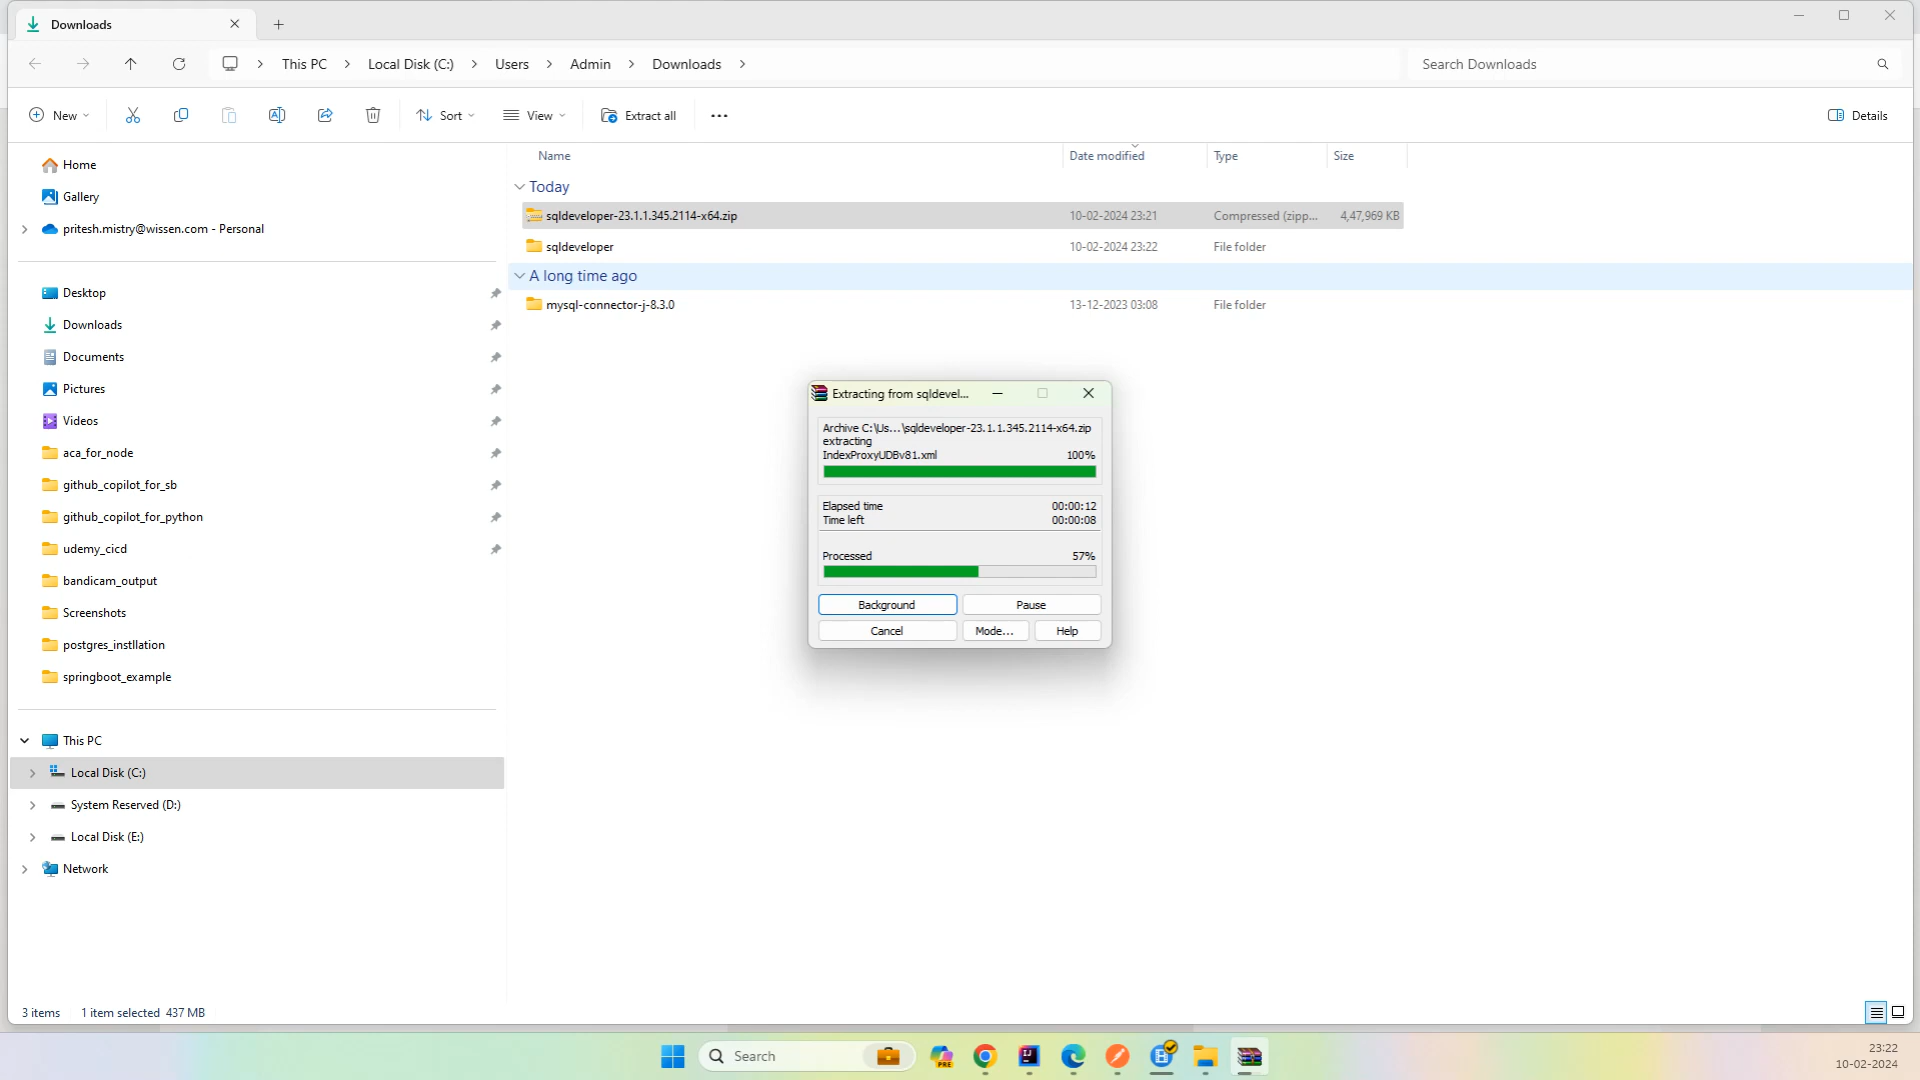 Downloads
This PC
Local Disk (C:)
Users
Admin
Downloads
Search Downloads
New
Sort
View
Extract all
Details
Name
Date modified
Type
Size
Home
Gallery
pritesh.mistry@wissen.com - Personal
Desktop
Downloads
Documents
Pictures
Videos
aca_for_node
github_copilot_for_sb
github_copilot_for_python
udemy_cicd
bandicam_output
Screenshots
postgres_instllation
springboot_example
This PC
Local Disk (C:)
System Reserved (D:)
Local Disk (E:)
Network
Today
sqldeveloper-23.1.1.345.2114-x64.zip 10-02-2024 23:21 Compressed (zipp... 4,47,969 KB
sqldeveloper 10-02-2024 23:22 File folder
A long time ago
mysql-connector-j-8.3.0 13-12-2023 03:08 File folder
Extracting from sqldevel...
Archive C:\Us...\sqldeveloper-23.1.1.345.2114-x64.zip
extracting
IndexProxyUDBv81.xml 100%
Elapsed time 00:00:12
Time left 00:00:08
Processed 57%
Background
Pause
Cancel
Mode...
Help
3 items 1 item selected 437 MB
Search
PRE
IJ
23:22
10-02-2024